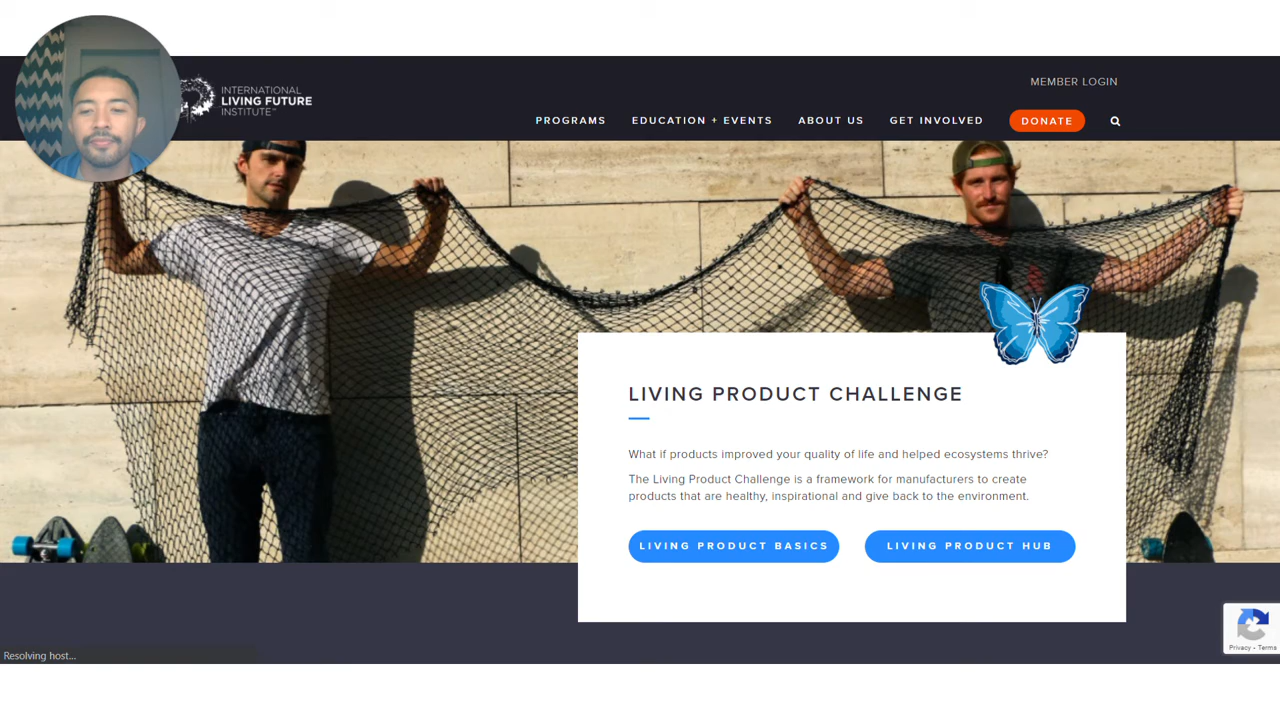 INTERNATIONAL
LIVING FUTURE
INSTITUTE™
MEMBER LOGIN
PROGRAMS EDUCATION + EVENTS ABOUT US GET INVOLVED DONATE
LIVING PRODUCT CHALLENGE
What if products improved your quality of life and helped ecosystems thrive?
The Living Product Challenge is a framework for manufacturers to create
products that are healthy, inspirational and give back to the environment.
LIVING PRODUCT BASICS LIVING PRODUCT HUB
Privacy - Terms
Resolving host...